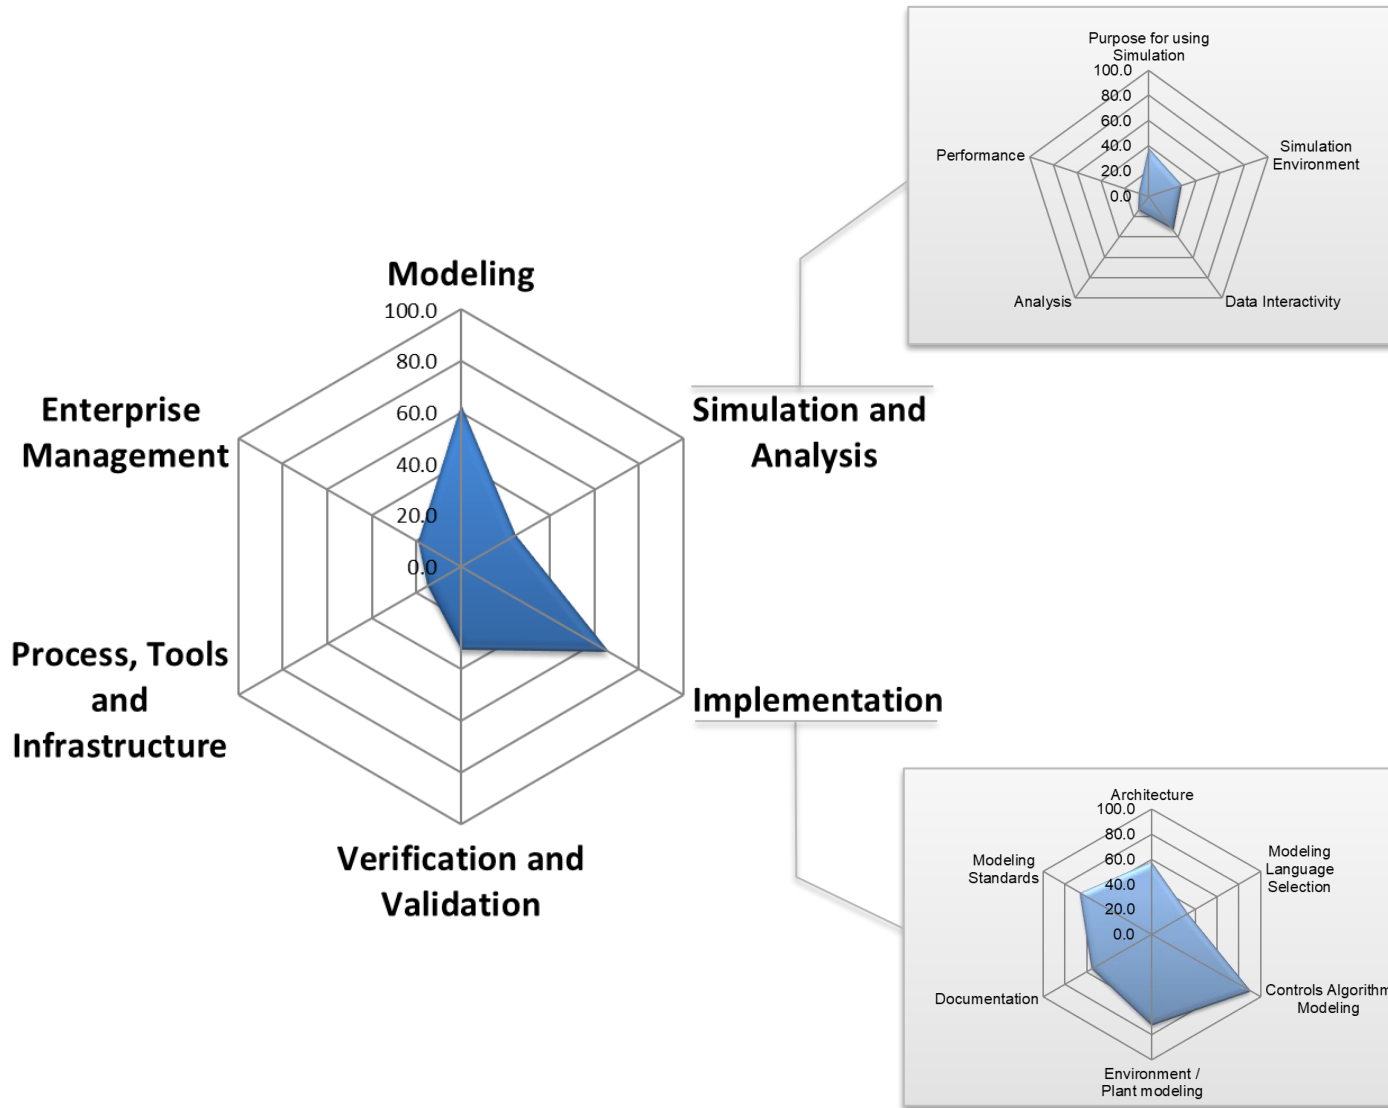 Modeling
100.0
80.0
60.0
40.0
20.0
0.0
Enterprise
Management
Simulation and
Analysis
Process, Tools
and
Infrastructure
Implementation
Verification and
Validation
Purpose for using
Simulation
100.0
80.0
60.0
40.0
20.0
0.0
Performance
Simulation
Environment
Analysis
Data Interactivity
Architecture
100.0
80.0
60.0
40.0
20.0
0.0
Modeling
Standards
Modeling
Language
Selection
Documentation
Controls Algorithm
Modeling
Environment /
Plant modeling